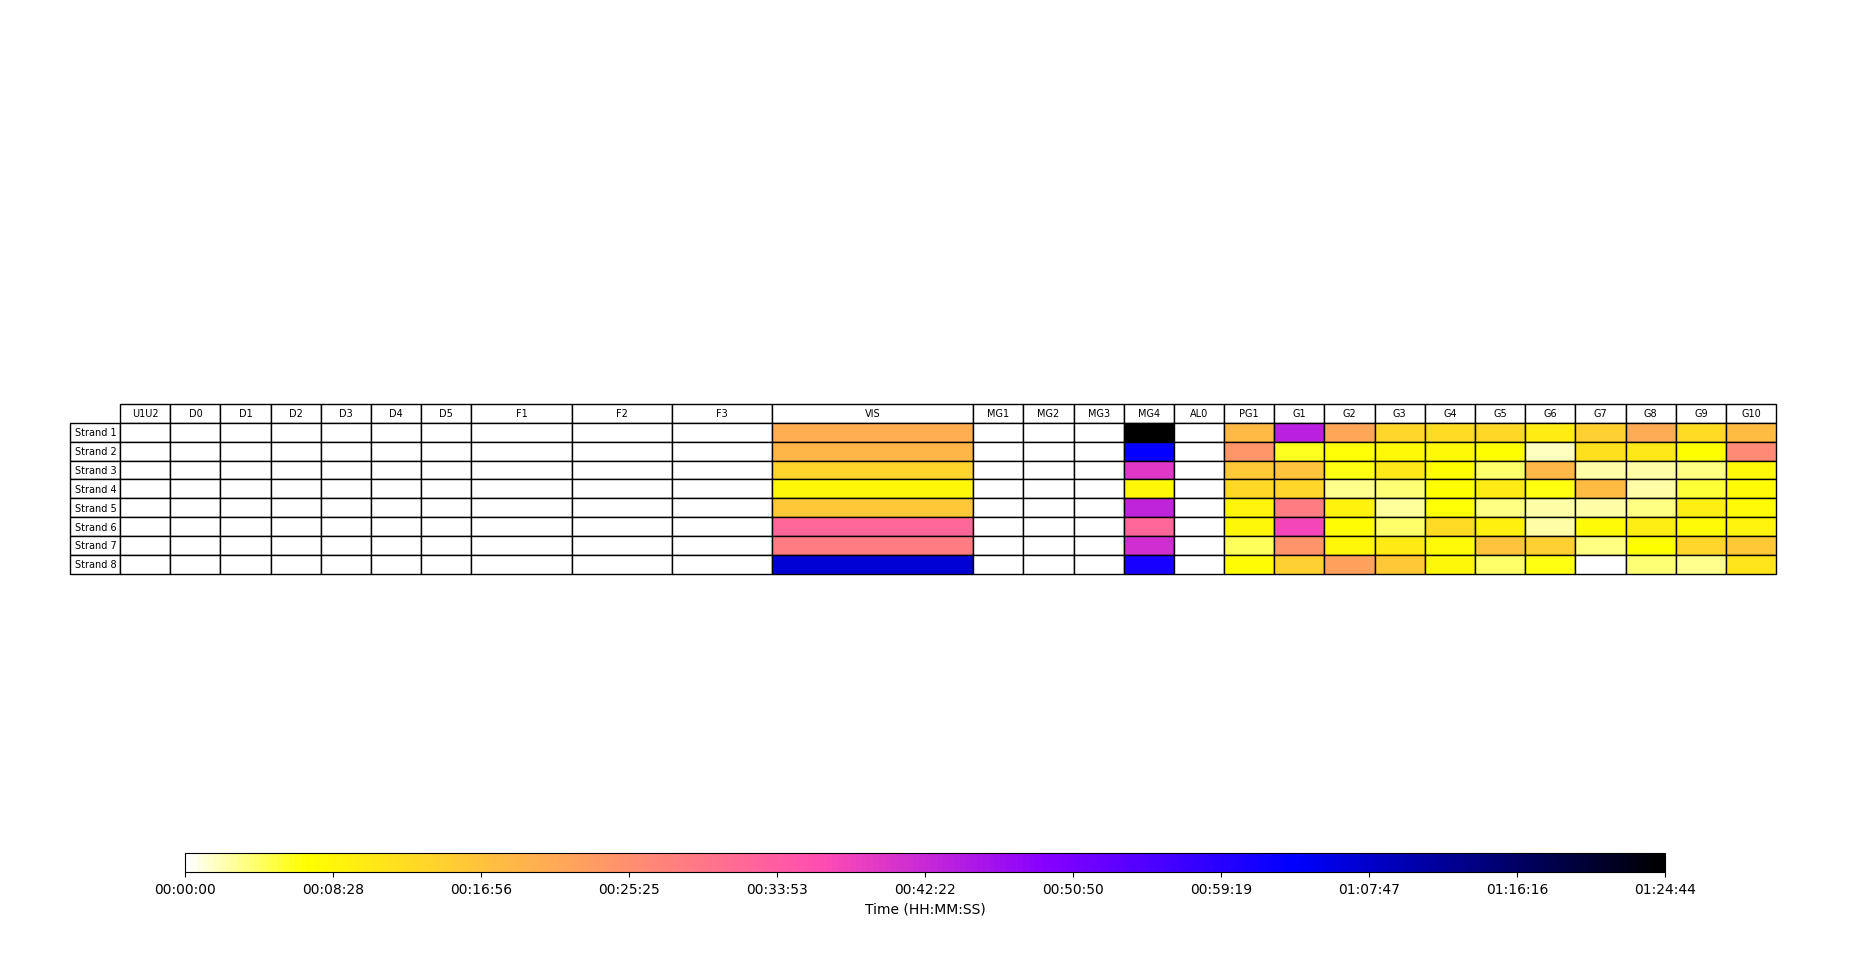 U1U2 D0 D1 D2 D3 D4 D5 F1 F2 F3 VIS MG1 MG2 MG3 MG4 AL0 PG1 G1 G2 G3 G4 G5 G6 G7 G8 G9 G10
Strand 1
Strand 2
Strand 3
Strand 4
Strand 5
Strand 6
Strand 7
Strand 8
00:00:00 00:08:28 00:16:56 00:25:25 00:33:53 00:42:22 00:50:50 00:59:19 01:07:47 01:16:16 01:24:44
Time (HH:MM:SS)